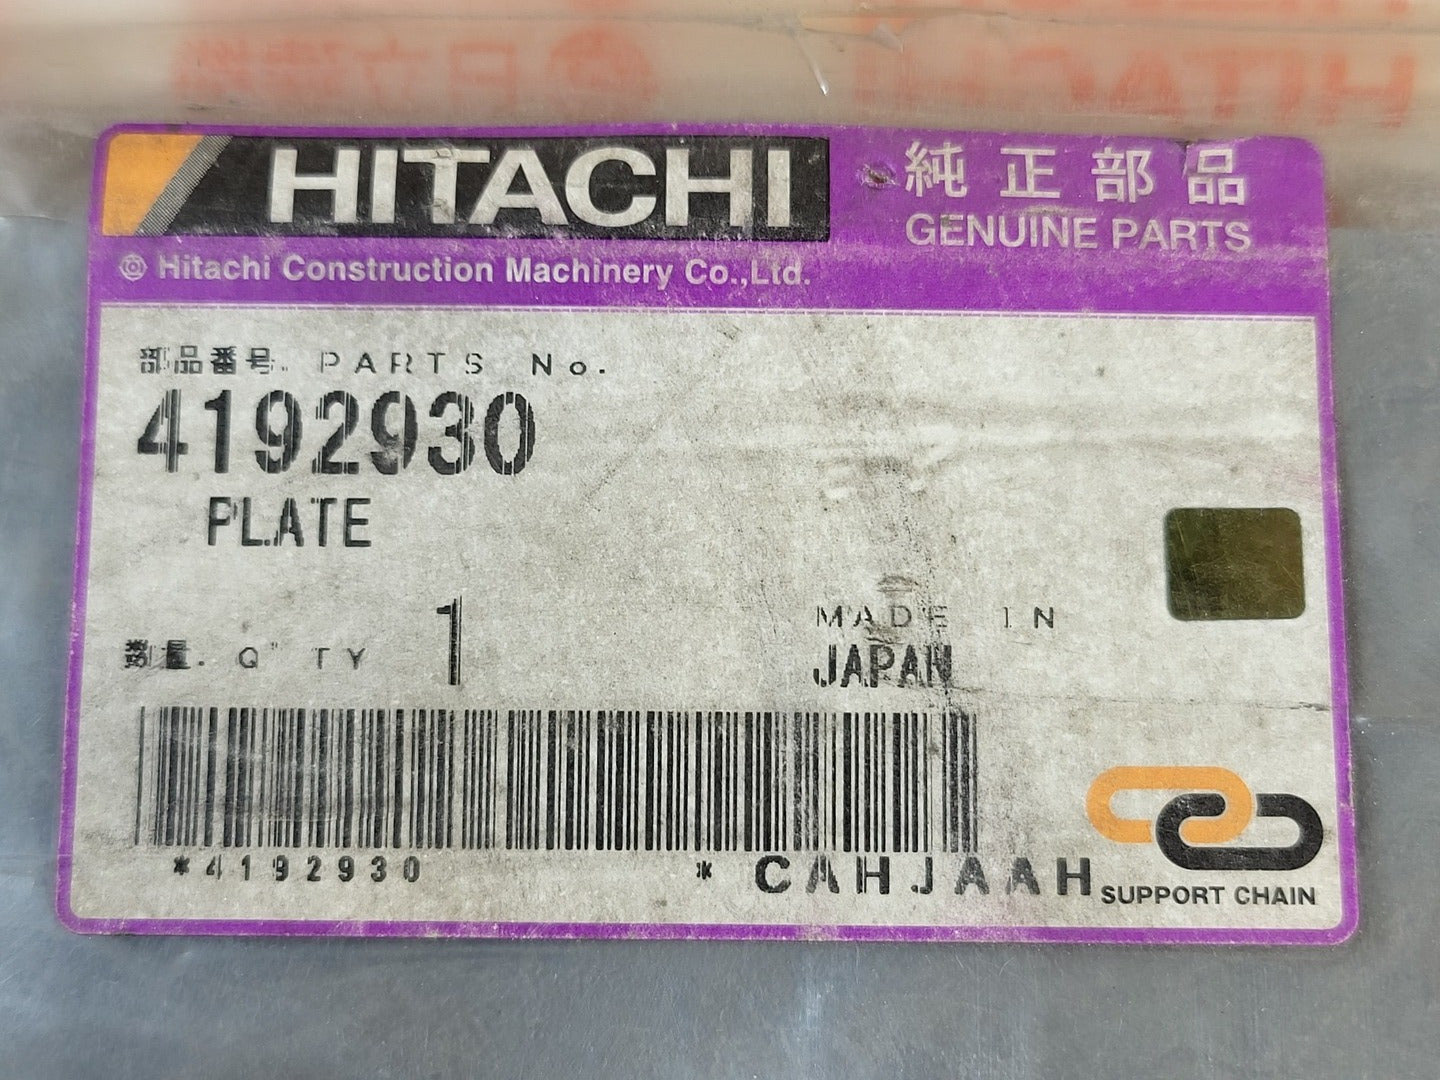 HITACHI
純正部品
GENUINE PARTS
Hitachi Construction Machinery Co.,Ltd.
部品番号. PARTS No.
4192930
PLATE
数量. Q'TY 1
MADE IN
JAPAN
*4192930 * CAHJAAH
SUPPORT CHAIN